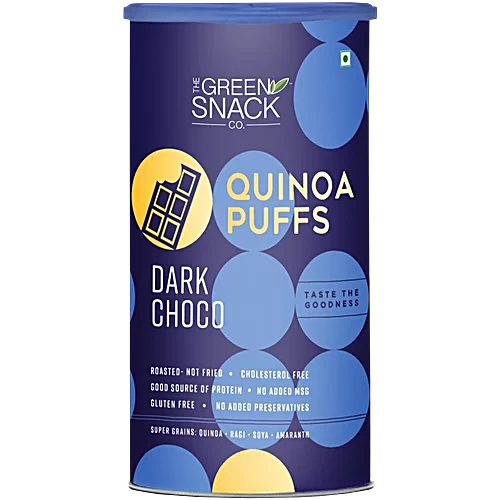 THE GREEN
SNACK
CO.
QUINOA
PUFFS
DARK
CHOCO
TASTE THE
GOODNESS
ROASTED- NOT FRIED • CHOLESTEROL FREE
GOOD SOURCE OF PROTEIN • NO ADDED MSG
GLUTEN FREE • NO ADDED PRESERVATIVES
SUPER GRAINS: QUINOA • RAGI • SOYA • AMARANTH